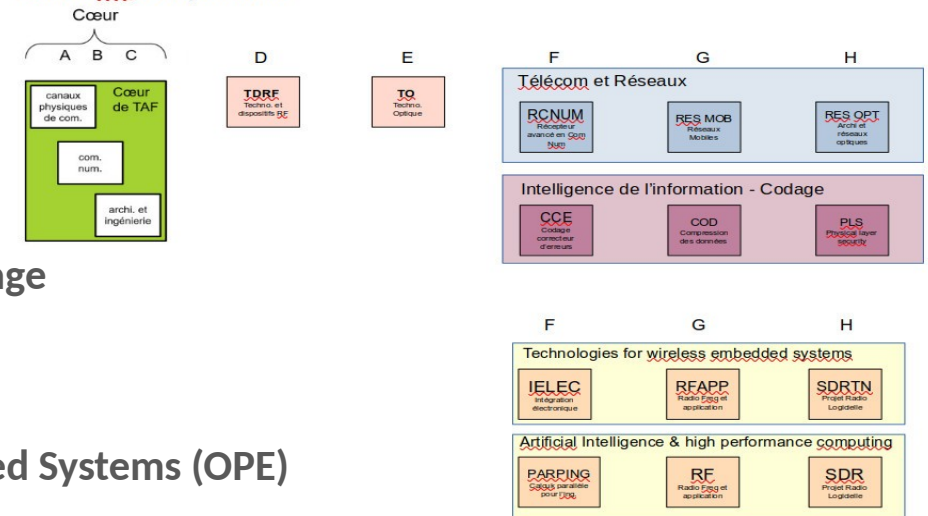 Cœur
A B C
D
E
F
G
H
canaux
physiques
de com.
Cœur
de TAF
com.
num.
archi. et
ingénierie
TDRF
Techno. et
dispositifs RF
TO
Techno.
Optique
Télécom et Réseaux
RCNUM
Récepteur
avancé en Com
Num
RES MOB
Réseaux
Mobiles
RES OPT
Archi et
réseaux
optiques
Intelligence de l'information - Codage
CCE
Codage
correcteur
d'erreurs
COD
Compression
des données
PLS
Physical layer
security
ge
F
G
H
Technologies for wireless embedded systems
IELEC
Intégration
électronique
RFAPP
Radio Freq et
application
SDRTN
Projet Radio
Logicielle
Artificial Intelligence & high performance computing
PARPING
Calculs parallèle
pour l'ing.
RF
Radio Freq et
application
SDR
Projet Radio
Logicielle
ed Systems (OPE)